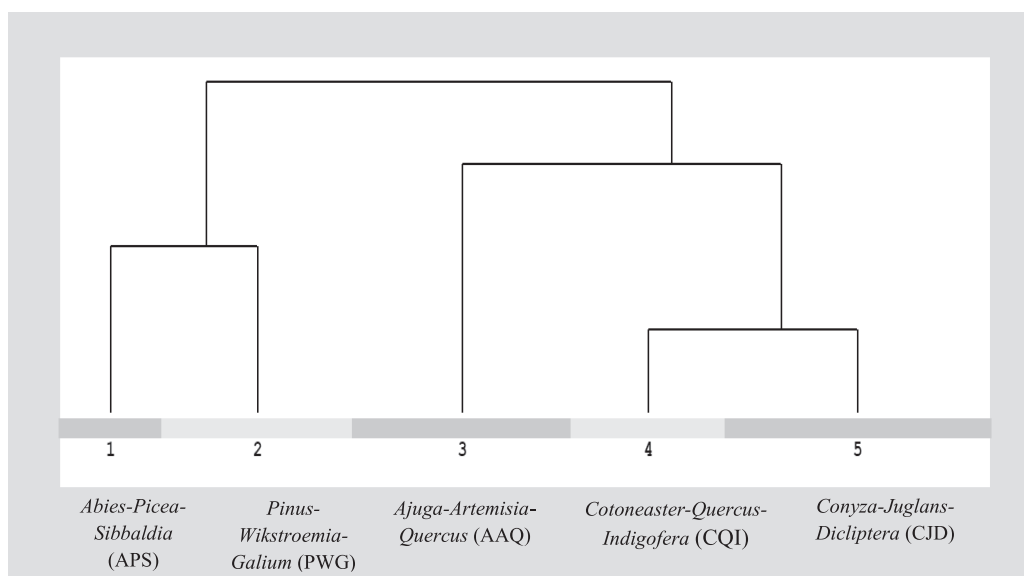 1 2 3 4 5
Abies-Picea-
Sibbaldia
(APS)
Pinus-
Wikstroemia-
Galium (PWG)
Ajuga-Artemisia-
Quercus (AAQ)
Cotoneaster-Quercus-
Indigofera (CQI)
Conyza-Juglans-
Dicliptera (CJD)